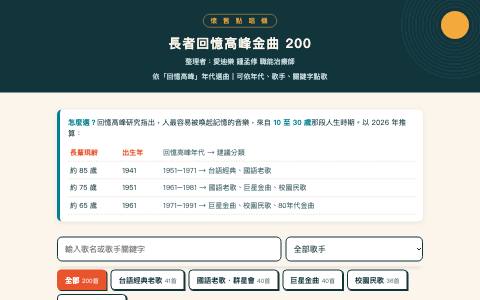 懷舊點唱機
長者回憶高峰金曲 200
整理者：愛迪樂 鍾孟修 職能治療師
依「回憶高峰」年代選曲｜可依年代、歌手、關鍵字點歌
怎麼選？回憶高峰研究指出，人最容易被喚起記憶的音樂，來自 10 至 30 歲那段人生時期。以 2026 年推
算：
長輩現齡 出生年 回憶高峰年代 → 建議分類
約 85 歲 1941 1951–1971 → 台語經典、國語老歌
約 75 歲 1951 1961–1981 → 國語老歌、巨星金曲、校園民歌
約 65 歲 1961 1971–1991 → 巨星金曲、校園民歌、80年代金曲
輸入歌名或歌手關鍵字 全部歌手
全部 200首 台語經典老歌 41首 國語老歌・群星會 40首 巨星金曲 40首 校園民歌 36首